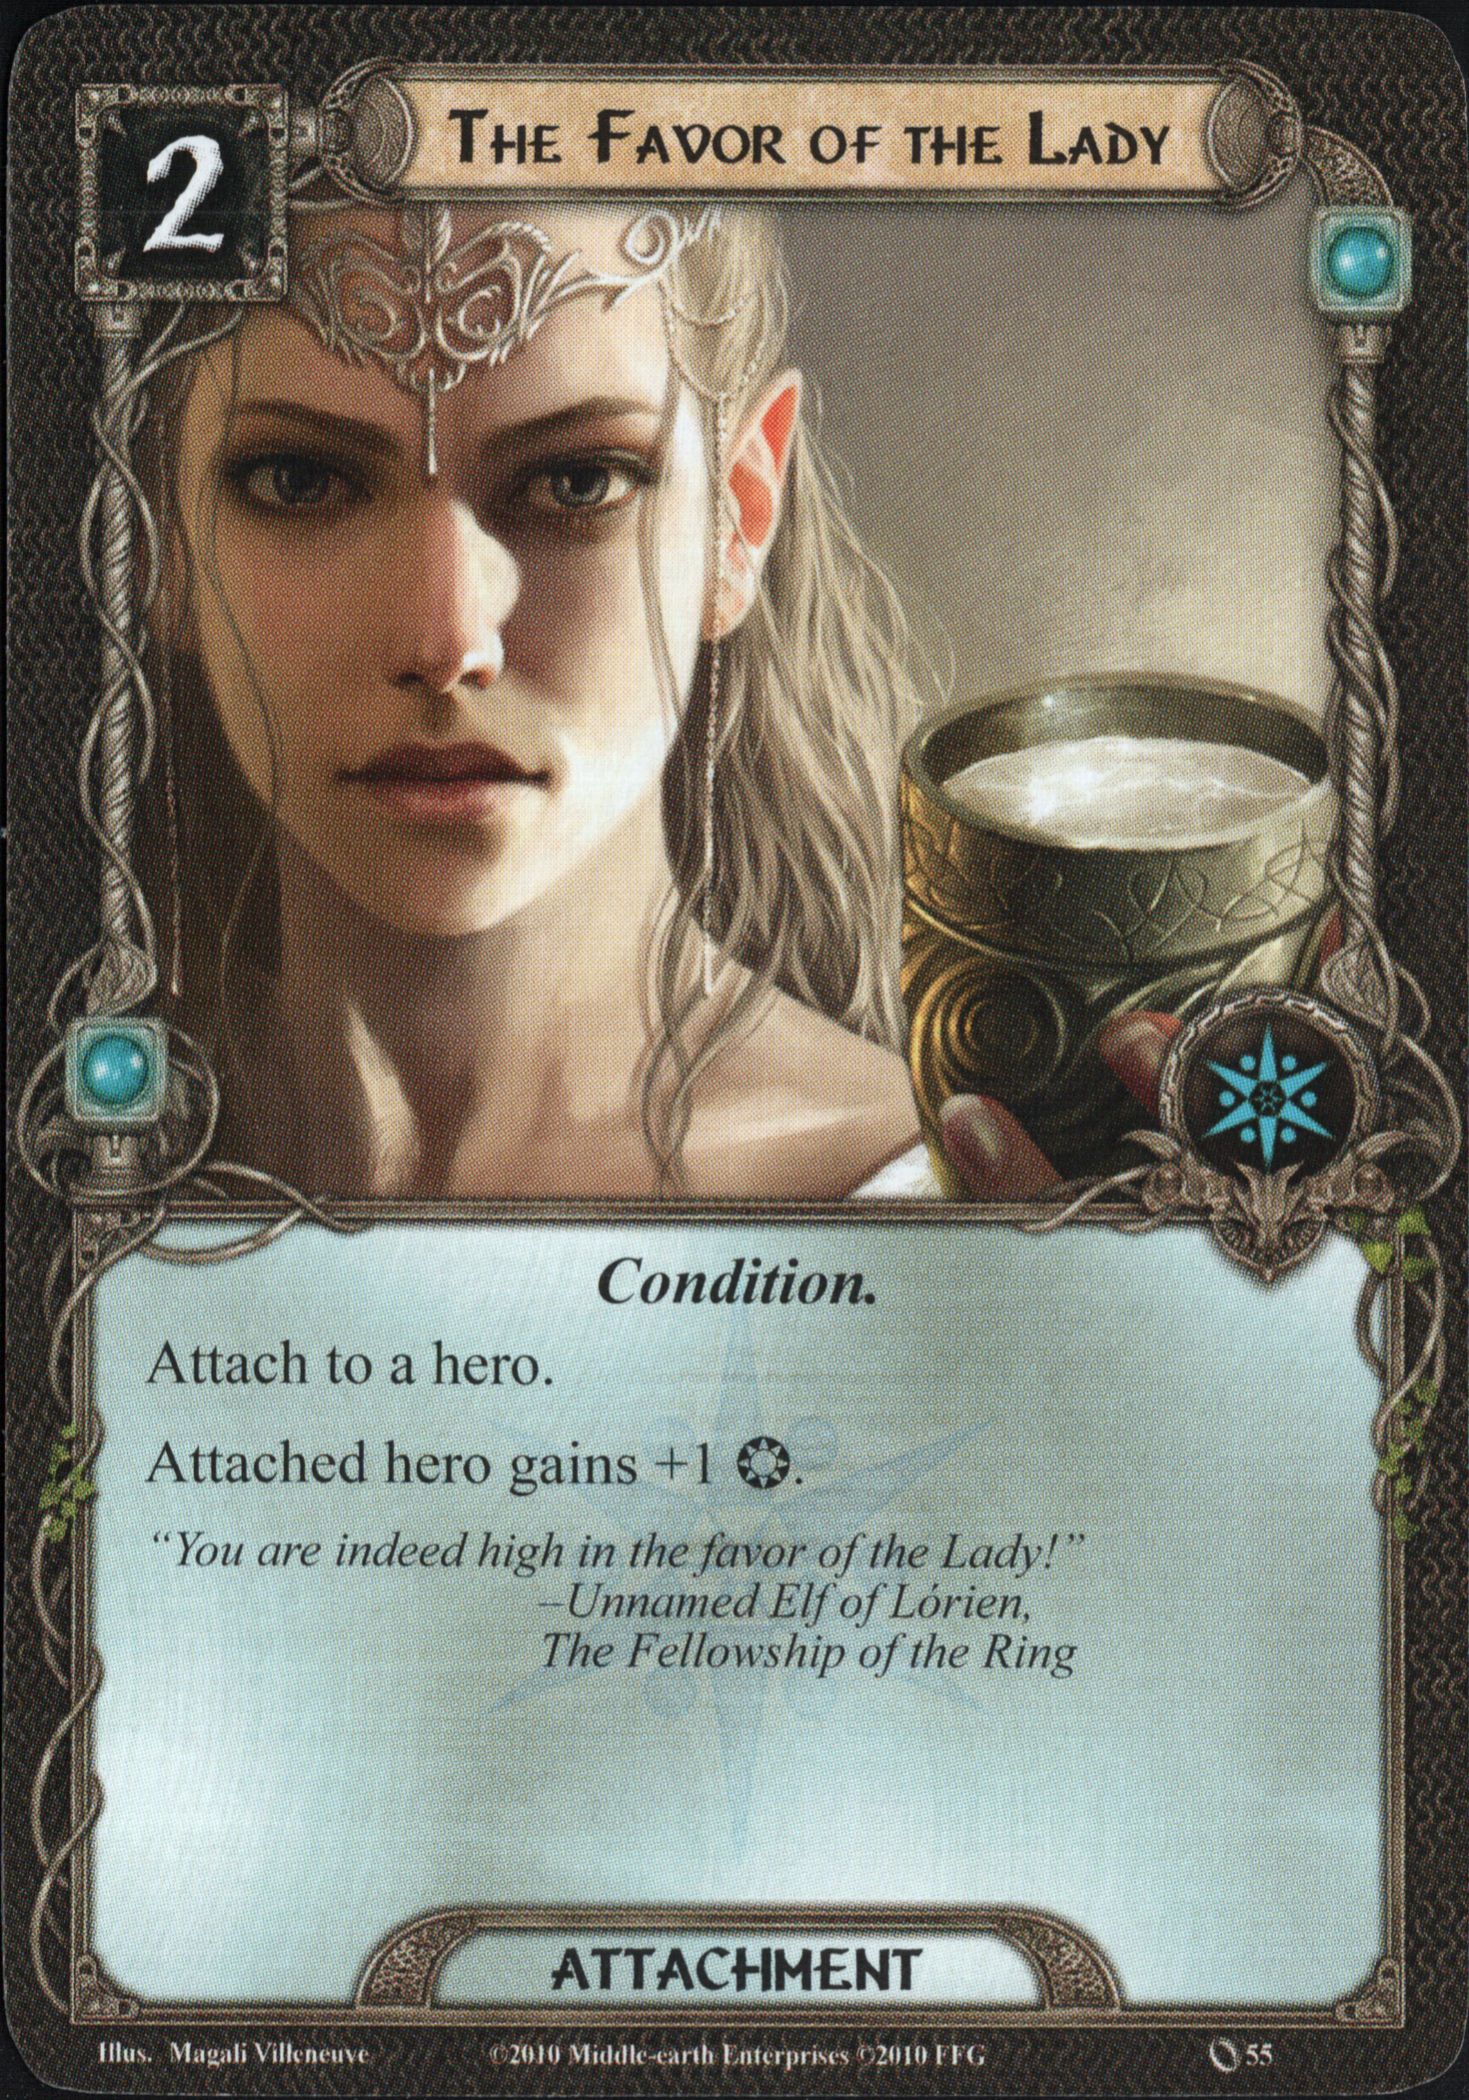 2
The Favor of the Lady
Condition.
Attach to a hero.
Attached hero gains +1 .
“You are indeed high in the favor of the Lady!”
–Unnamed Elf of Lórien,
The Fellowship of the Ring
ATTACHMENT
Illus. Magali Villeneuve
©2010 Middle-earth Enterprises ©2010 FFG
55